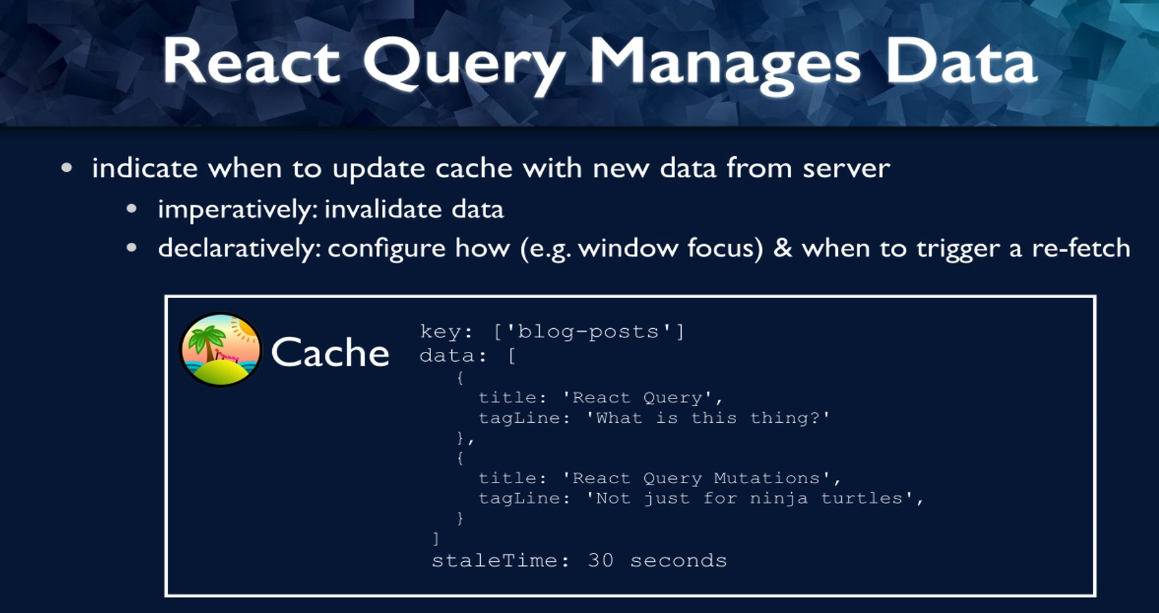 React Query Manages Data
• indicate when to update cache with new data from server
• imperatively: invalidate data
• declaratively: configure how (e.g. window focus) & when to trigger a re-fetch
Cache
key: ['blog-posts']
data: [
{
title: 'React Query',
tagLine: 'What is this thing?'
},
{
title: 'React Query Mutations',
tagLine: 'Not just for ninja turtles',
}
]
staleTime: 30 seconds